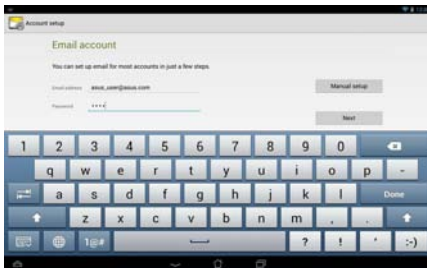 Account setup
Email account
You can set up email for most accounts in just a few steps.
Email address asus_user@asus.com
Manual setup
Password ••••
Next
1 2 3 4 5 6 7 8 9 0
q w e r t y u i o p -
a s d f g h j k l Done
z x c v b n m , .
1@# ? ! ' :-)